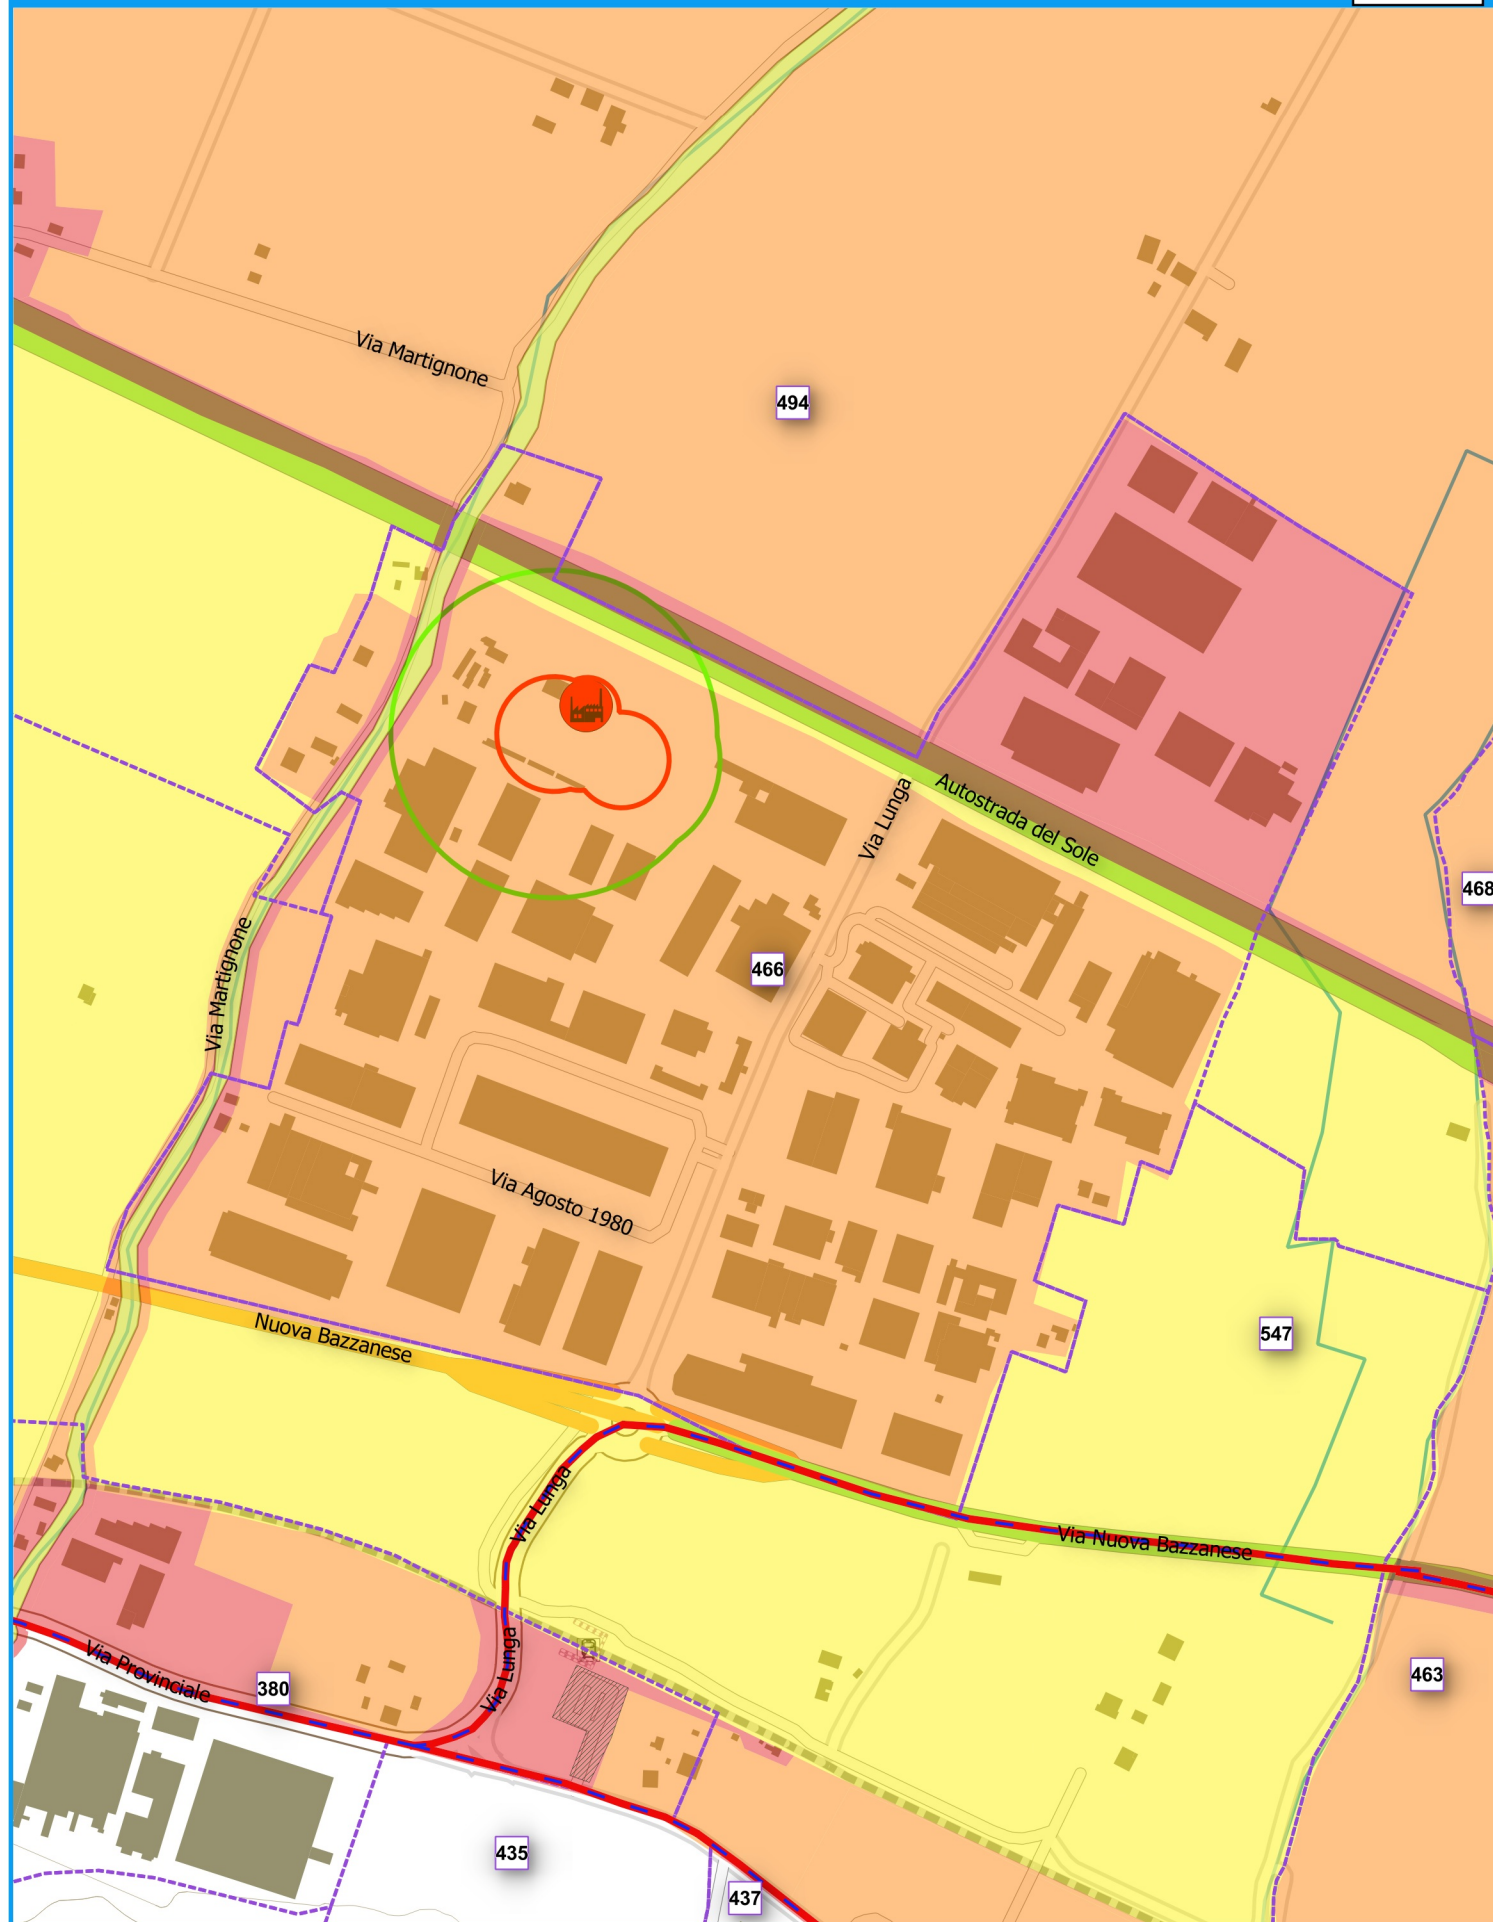 Via Martignone
494
Autostrada del Sole
Via Lunga
468
466
Via Martignone
Via Agosto 1980
547
Nuova Bazzanese
Via Lunga
Via Nuova Bazzanese
Via Lunga
Via Provinciale
380
463
435
437